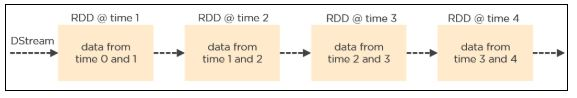 RDD @ time 1 RDD @ time 2 RDD @ time 3 RDD @ time 4
DStream
data from data from data from data from
time 0 and 1 time 1 and 2 time 2 and 3 time 3 and 4